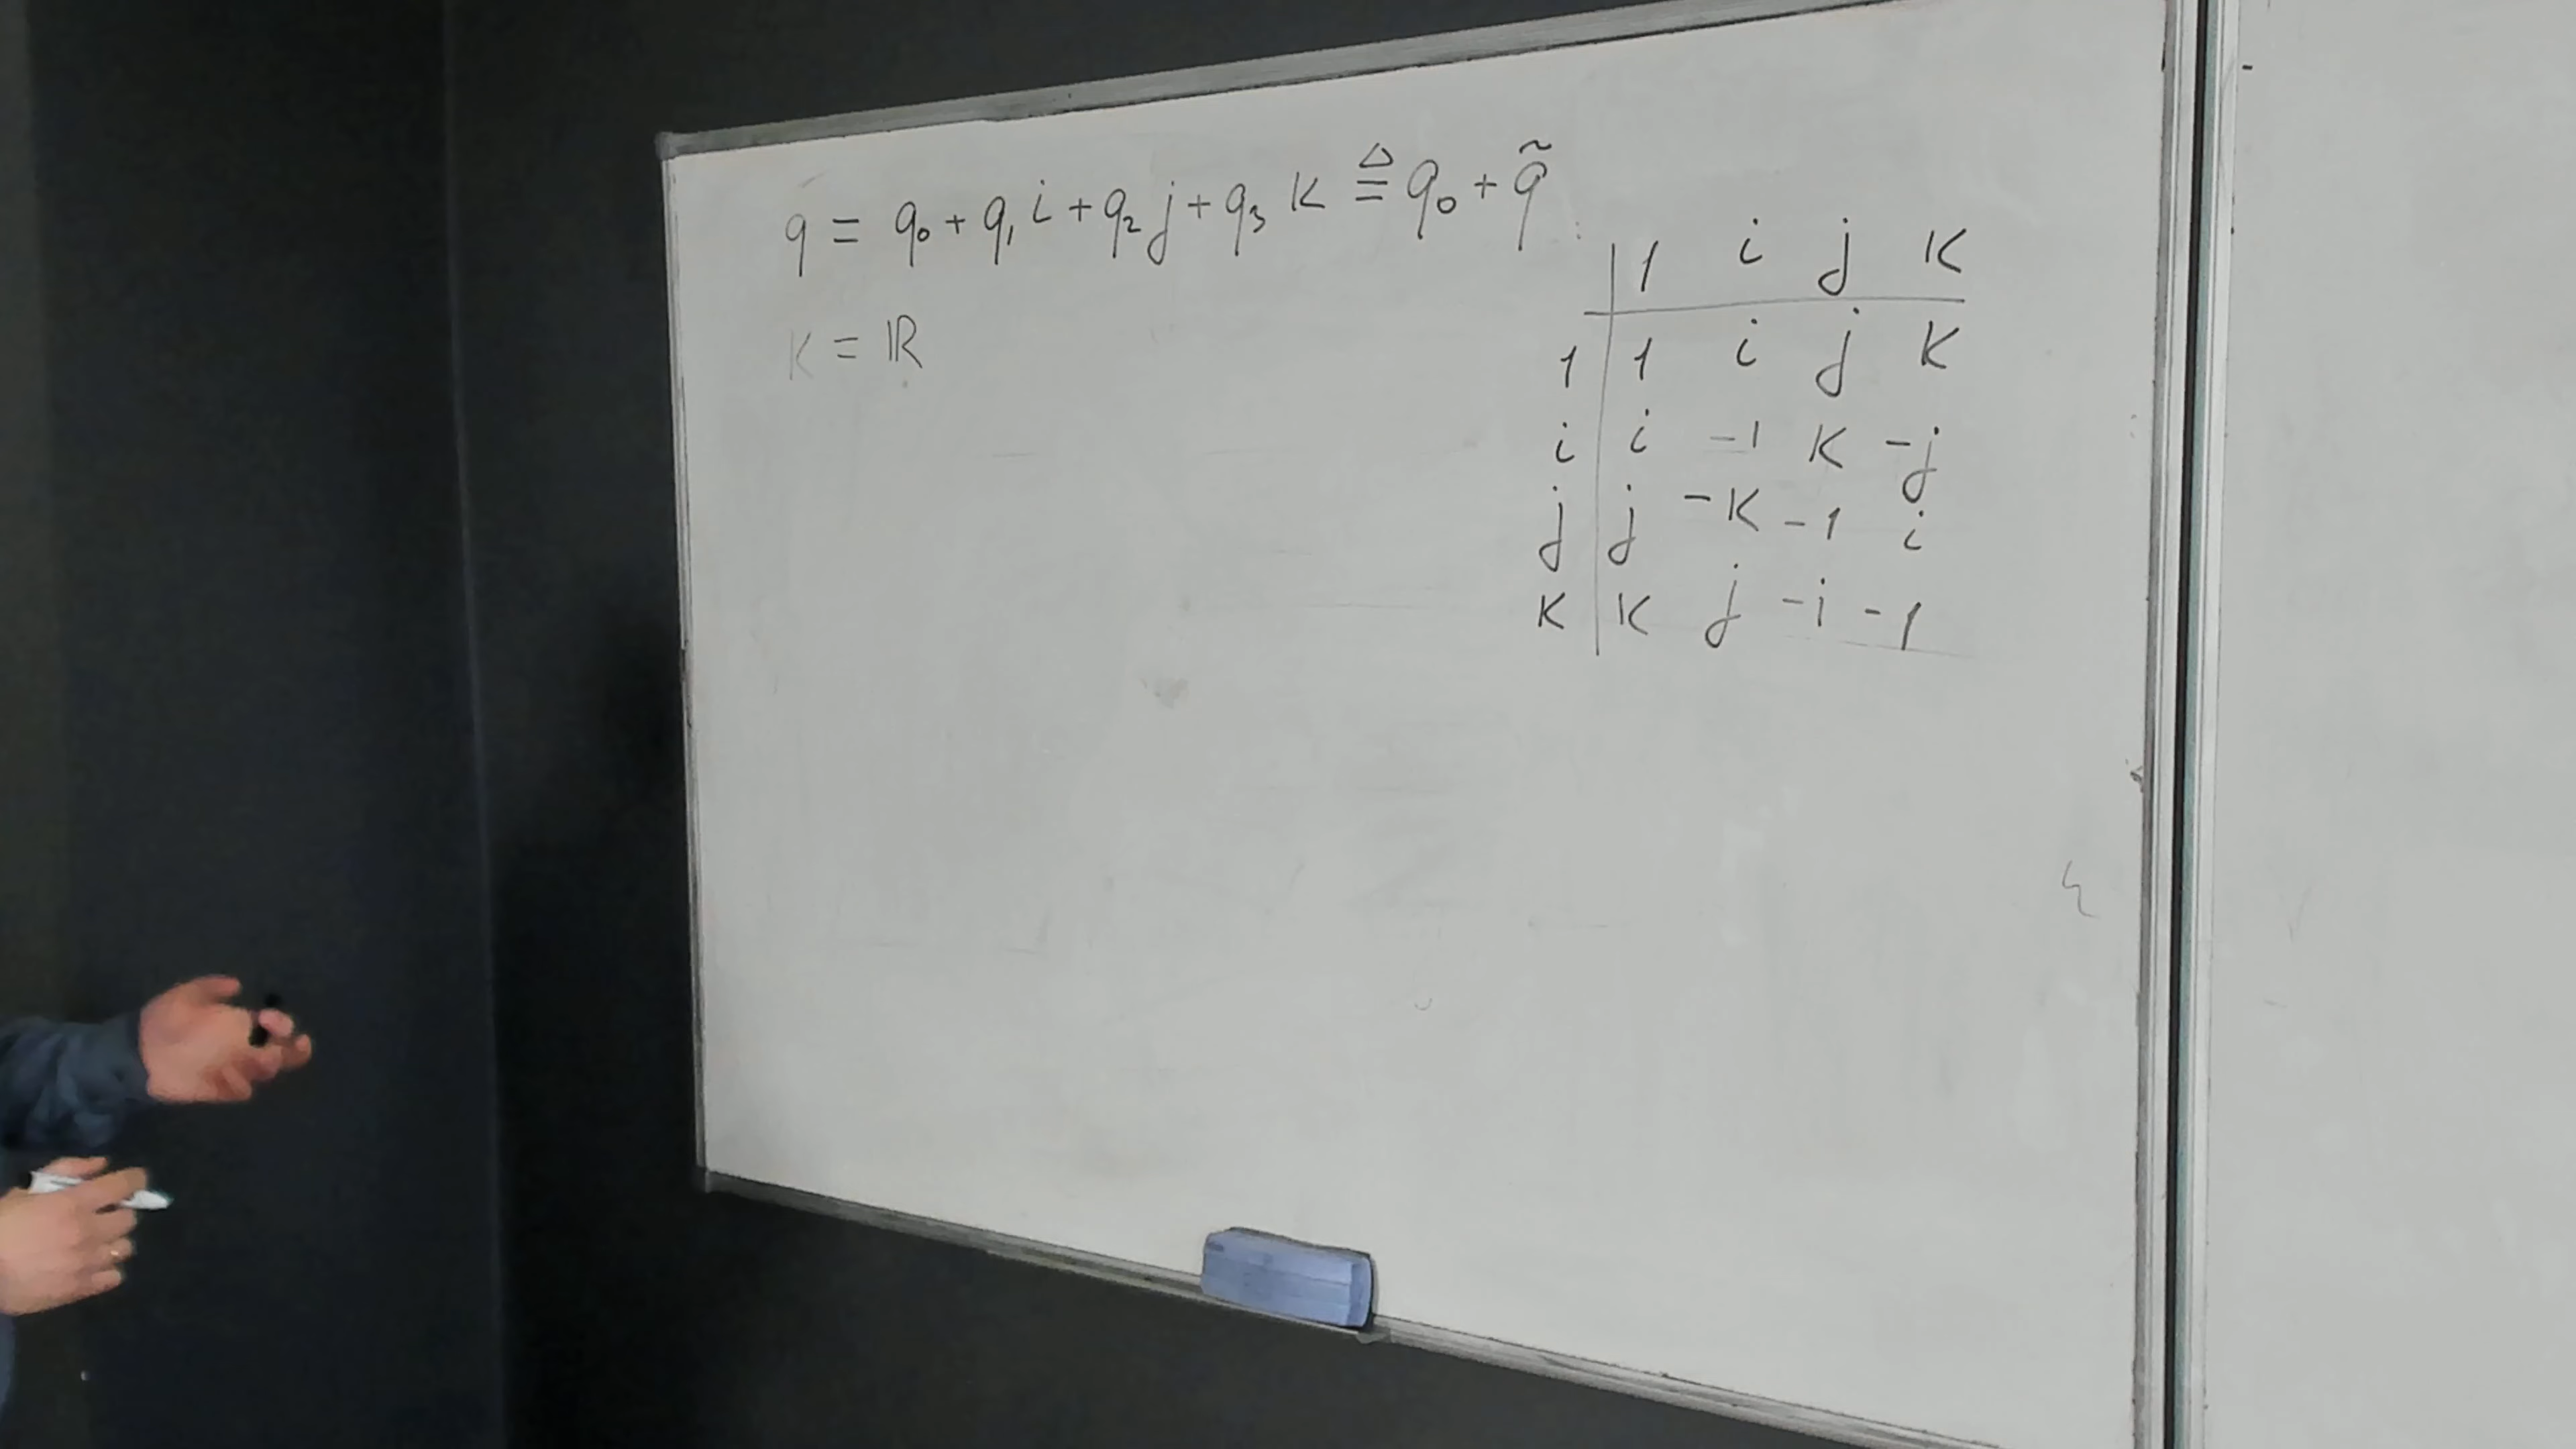 q = q₀ + q₁ i + q₂ j + q₃ K ≜ q₀ + q̃
K = ℝ
1 i j K
1 1 i j K
i i -1 K -j
j j -K -1 i
K K j -i -1